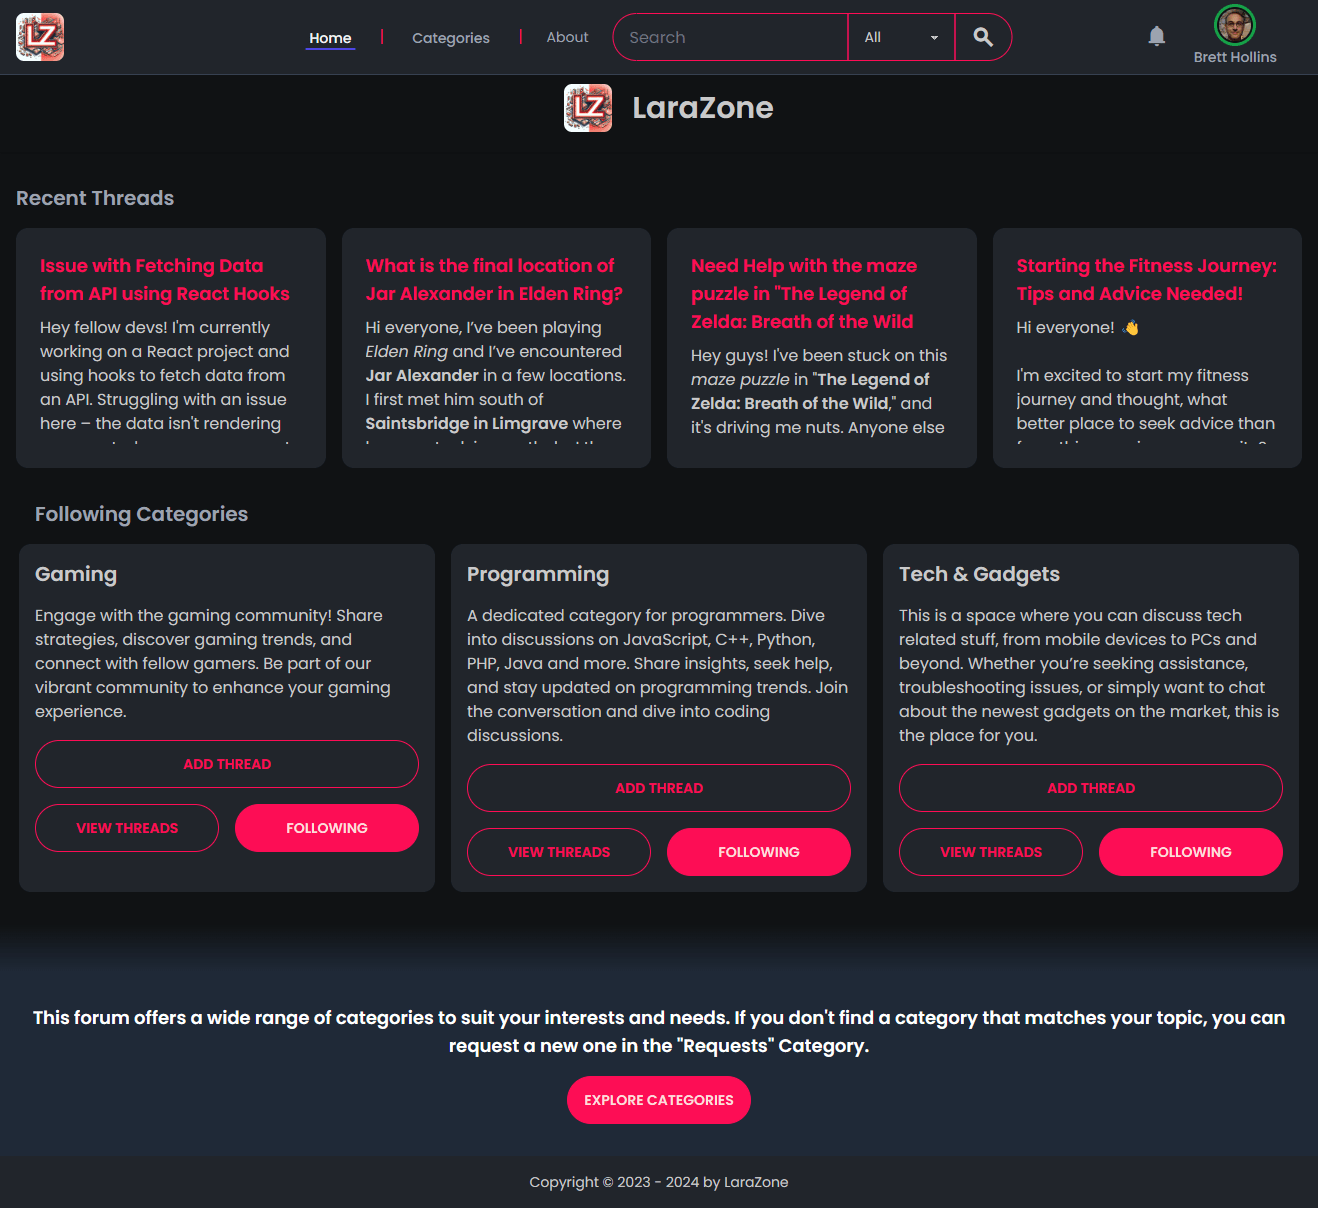 LZ
Home
Categories
About
Search
All
Brett Hollins
LZ
LaraZone
Recent Threads
Issue with Fetching Data
from API using React Hooks
Hey fellow devs! I'm currently
working on a React project and
using hooks to fetch data from
an API. Struggling with an issue
here – the data isn't rendering
What is the final location of
Jar Alexander in Elden Ring?
Hi everyone, I’ve been playing
Elden Ring and I’ve encountered
Jar Alexander in a few locations.
I first met him south of
Saintsbridge in Limgrave where
Need Help with the maze
puzzle in "The Legend of
Zelda: Breath of the Wild
Hey guys! I've been stuck on this
maze puzzle in "The Legend of
Zelda: Breath of the Wild," and
it's driving me nuts. Anyone else
Starting the Fitness Journey:
Tips and Advice Needed!
Hi everyone! 👋
I'm excited to start my fitness
journey and thought, what
better place to seek advice than
Following Categories
Gaming
Engage with the gaming community! Share
strategies, discover gaming trends, and
connect with fellow gamers. Be part of our
vibrant community to enhance your gaming
experience.
ADD THREAD
VIEW THREADS
FOLLOWING
Programming
A dedicated category for programmers. Dive
into discussions on JavaScript, C++, Python,
PHP, Java and more. Share insights, seek help,
and stay updated on programming trends. Join
the conversation and dive into coding
discussions.
ADD THREAD
VIEW THREADS
FOLLOWING
Tech & Gadgets
This is a space where you can discuss tech
related stuff, from mobile devices to PCs and
beyond. Whether you’re seeking assistance,
troubleshooting issues, or simply want to chat
about the newest gadgets on the market, this is
the place for you.
ADD THREAD
VIEW THREADS
FOLLOWING
This forum offers a wide range of categories to suit your interests and needs. If you don't find a category that matches your topic, you can
request a new one in the "Requests" Category.
EXPLORE CATEGORIES
Copyright © 2023 - 2024 by LaraZone